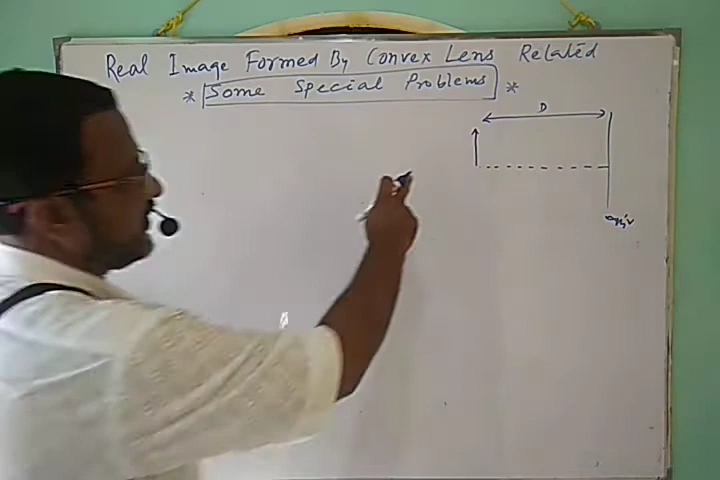 Real Image Formed By Convex Lens Related
* Some Special Problems *
D